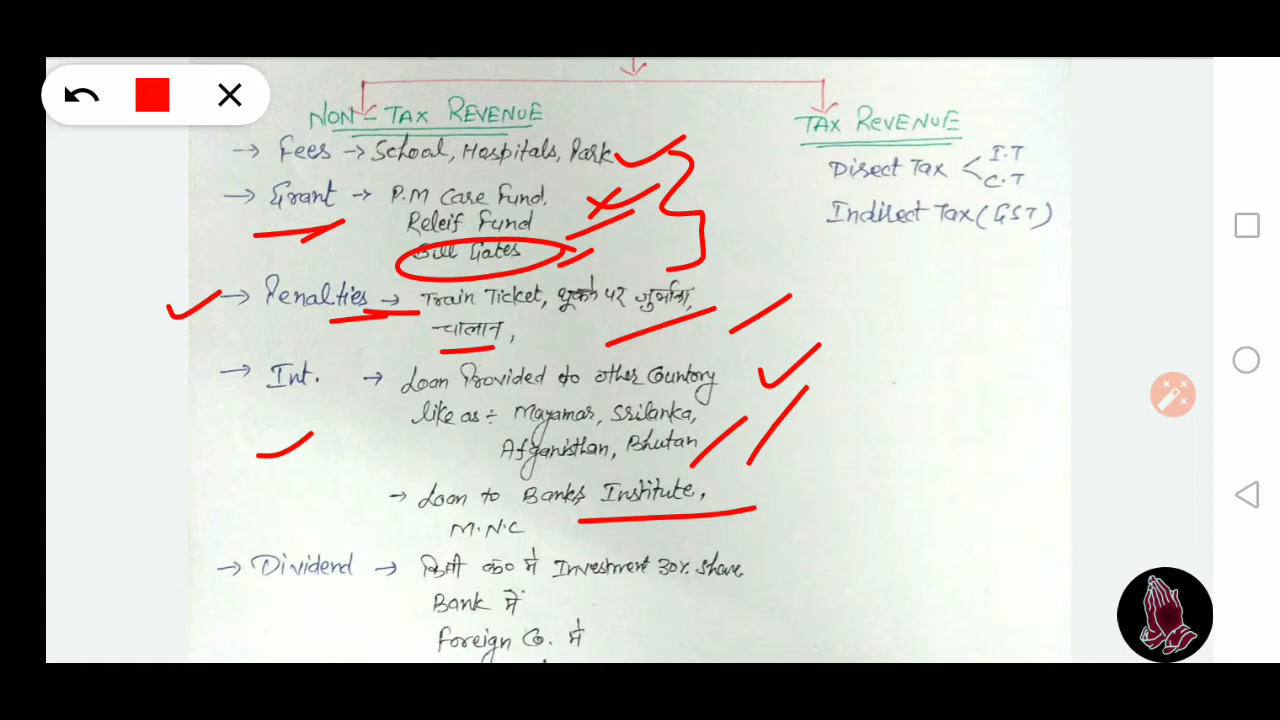 NON - TAX REVENUE
TAX REVENUE
→ Fees → School, Hospitals, Park
Direct Tax < I.T
C.T
→ Grant → P.M Care Fund.
Releif Fund
Bill Gates
Indirect Tax (GST)
→ Penalties → Train Ticket, थूकने पर जुर्माना,
चालान,
→ Int. → Loan Provided to other Countory
like as ÷ Mayamar, Srilanka,
Afganisthan, Bhutan
→ Loan to Banks, Institute,
M.N.C
→ Dividend → किसी क० में Investment 30% share
Bank में
Foreign Co. में